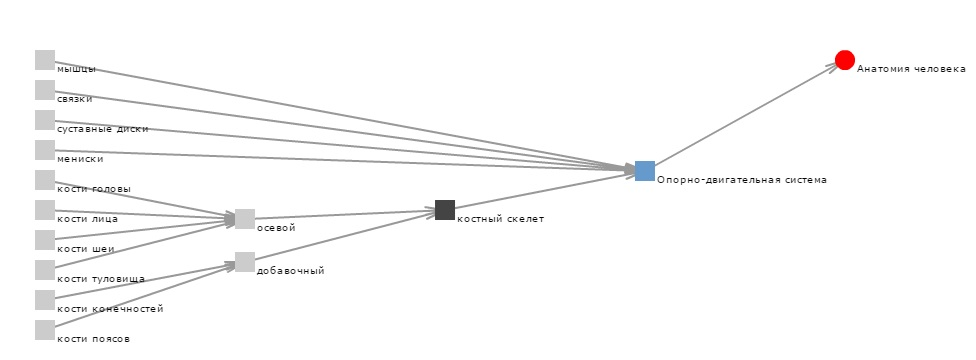 мышцы
связки
суставные диски
мениски
кости головы
кости лица
кости шеи
кости туловища
кости конечностей
кости поясов
осевой
добавочный
костный скелет
Опорно-двигательная система
Анатомия человека